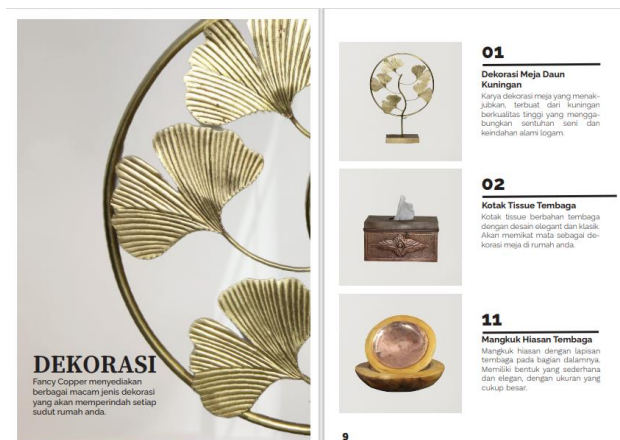 DEKORASI
Fancy Copper menyediakan
berbagai macam jenis dekorasi
yang akan memperindah setiap
sudut rumah anda.
01
Dekorasi Meja Daun
Kuningan
Karya dekorasi meja yang menak-
jubkan, terbuat dari kuningan
berkualitas tinggi yang mengga-
bungkan sentuhan seni dan
keindahan alami logam.
02
Kotak Tissue Tembaga
Kotak tissue berbahan tembaga
dengan desain elegant dan klasik.
Akan memikat mata sebagai de-
korasi meja di rumah anda.
11
Mangkuk Hiasan Tembaga
Mangkuk hiasan dengan lapisan
tembaga pada bagian dalamnya.
Memiliki bentuk yang sederhana
dan elegan, dengan ukuran yang
cukup besar.
9